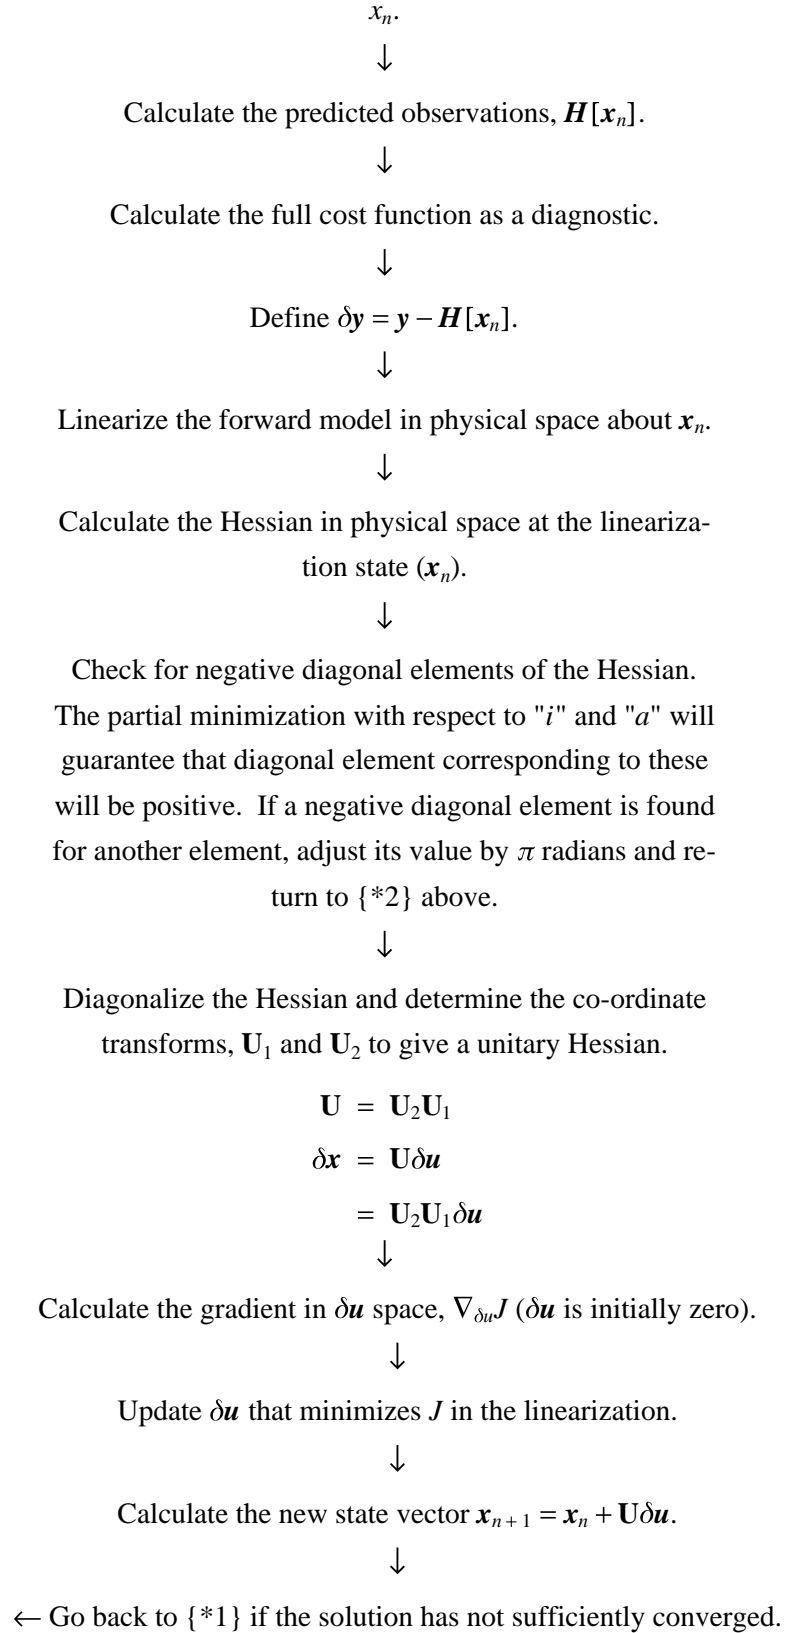 xₙ.
↓
Calculate the predicted observations, H[xₙ].
↓
Calculate the full cost function as a diagnostic.
↓
Define δy = y − H[xₙ].
↓
Linearize the forward model in physical space about xₙ.
↓
Calculate the Hessian in physical space at the lineariza-
tion state (xₙ).
↓
Check for negative diagonal elements of the Hessian.
The partial minimization with respect to "i" and "a" will
guarantee that diagonal element corresponding to these
will be positive. If a negative diagonal element is found
for another element, adjust its value by π radians and re-
turn to {*2} above.
↓
Diagonalize the Hessian and determine the co-ordinate
transforms, U₁ and U₂ to give a unitary Hessian.
U = U₂U₁
δx = Uδu
= U₂U₁δu
↓
Calculate the gradient in δu space, ∇δuJ (δu is initially zero).
↓
Update δu that minimizes J in the linearization.
↓
Calculate the new state vector xₙ₊₁ = xₙ + Uδu.
↓
← Go back to {*1} if the solution has not sufficiently converged.